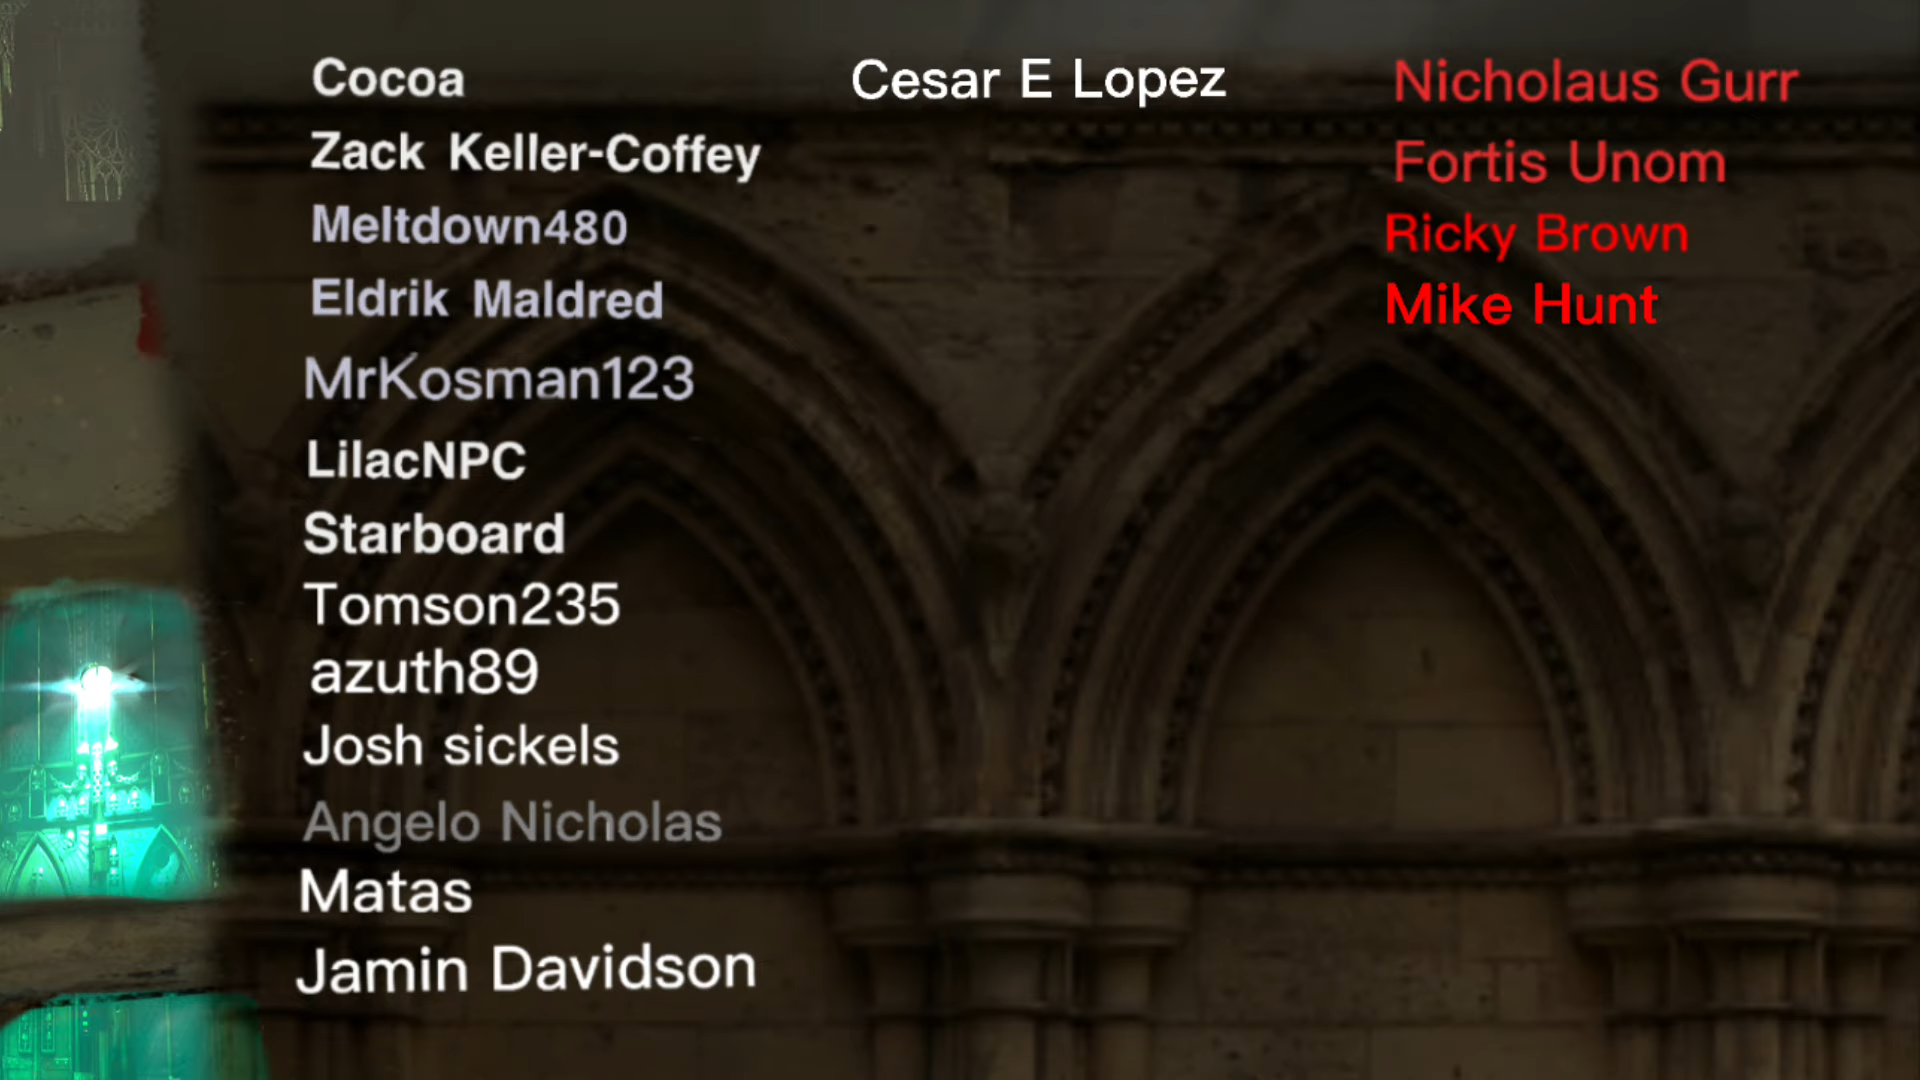 Cocoa
Zack Keller-Coffey
Meltdown480
Eldrik Maldred
MrKosman123
LilacNPC
Starboard
Tomson235
azuth89
Josh sickels
Angelo Nicholas
Matas
Jamin Davidson
Cesar E Lopez
Nicholaus Gurr
Fortis Unom
Ricky Brown
Mike Hunt